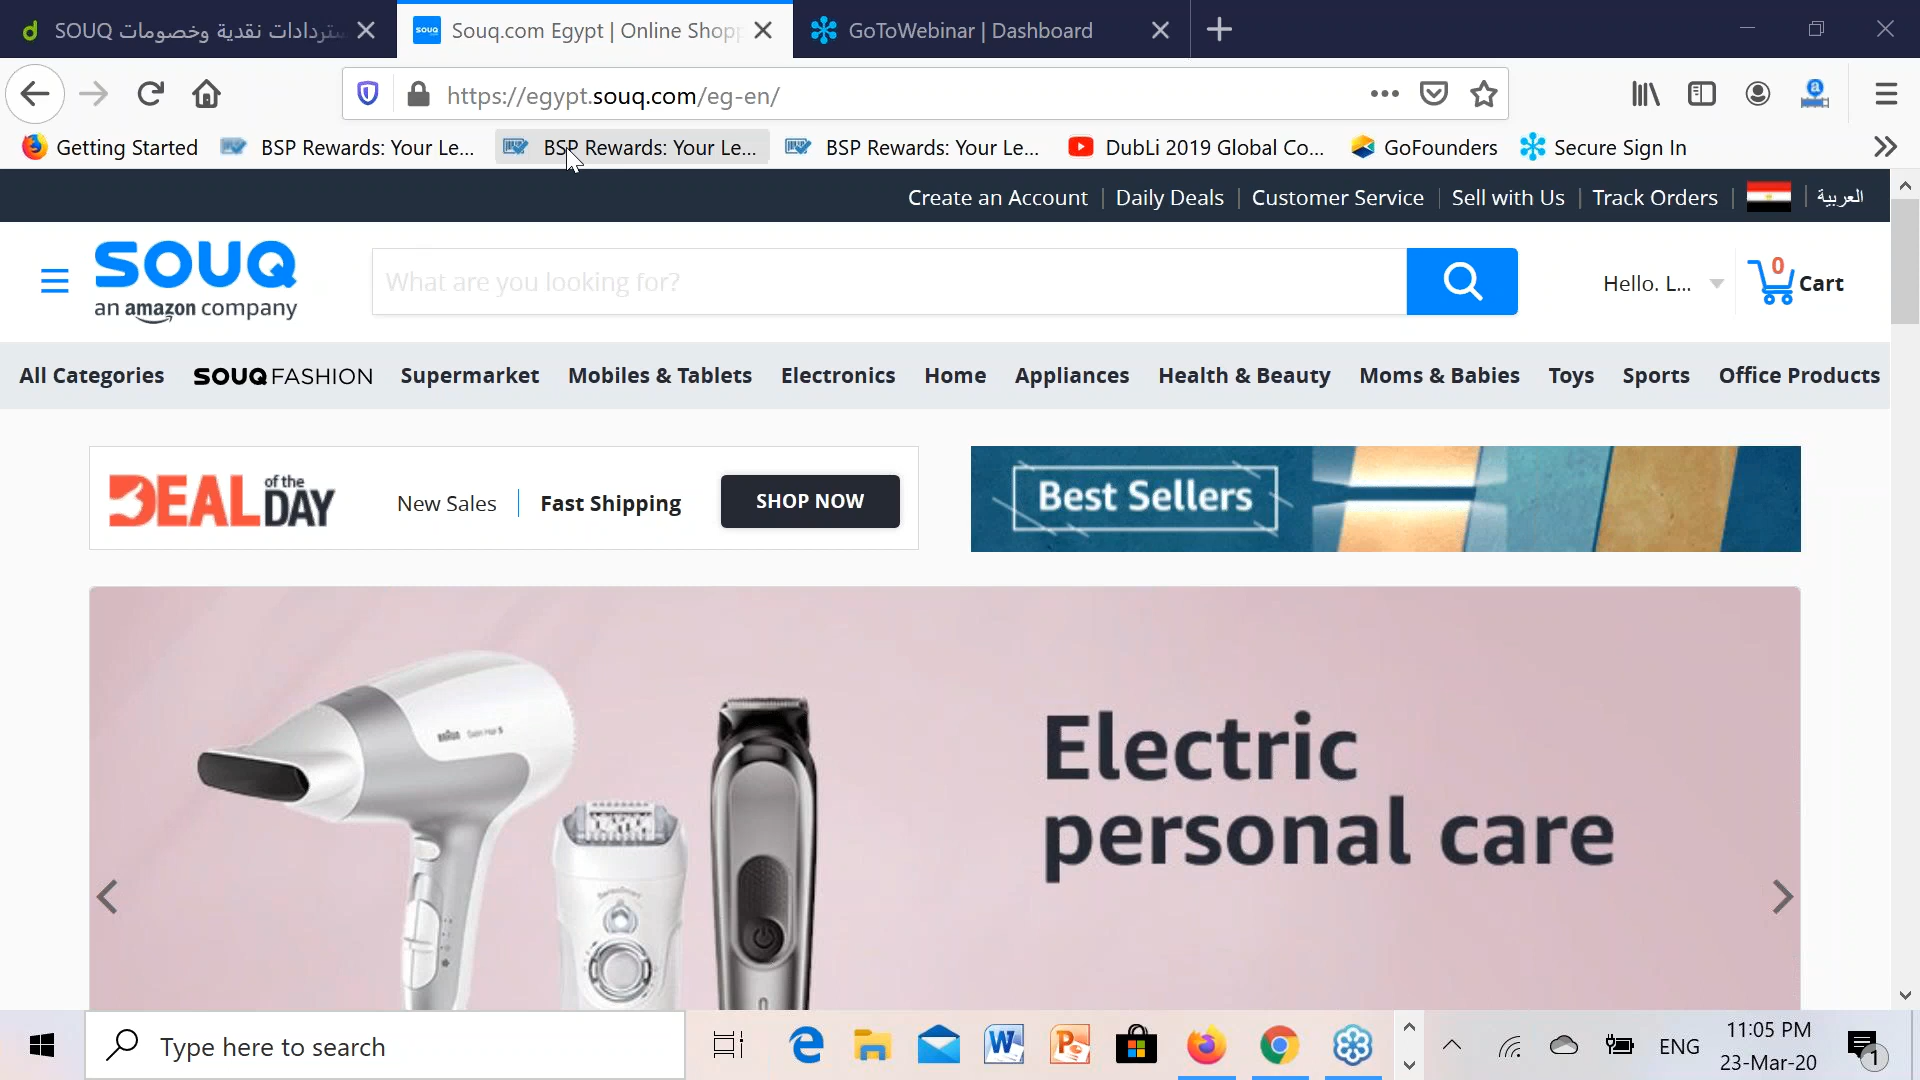 SOUQ ستردادات نقدية وخصومات
Souq.com Egypt | Online Shopp
GoToWebinar | Dashboard
https://egypt.souq.com/eg-en/
Getting Started
BSP Rewards: Your Le...
BSP Rewards: Your Le...
BSP Rewards: Your Le...
DubLi 2019 Global Co...
GoFounders
Secure Sign In
Create an Account
Daily Deals
Customer Service
Sell with Us
Track Orders
العربية
SOUQ
an amazon company
What are you looking for?
Hello. L...
0
Cart
All Categories
SOUQ FASHION
Supermarket
Mobiles & Tablets
Electronics
Home
Appliances
Health & Beauty
Moms & Babies
Toys
Sports
Office Products
DEAL of the DAY
New Sales
Fast Shipping
SHOP NOW
Best Sellers
Electric
personal care
Type here to search
ENG
11:05 PM
23-Mar-20
1